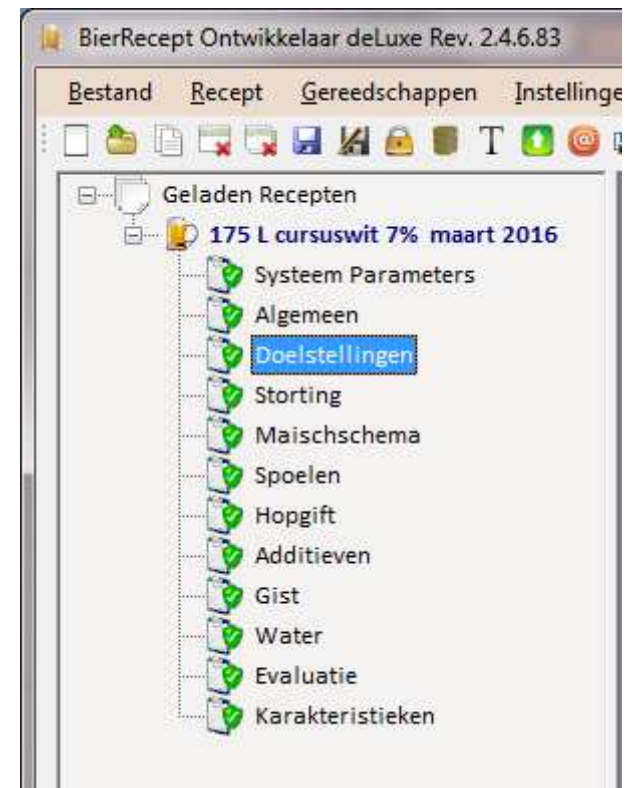 BierRecept Ontwikkelaar deLuxe Rev. 2.4.6.83
Bestand Recept Gereedschappen Instellinge
T
Geladen Recepten
175 L cursuswit 7% maart 2016
Systeem Parameters
Algemeen
Doelstellingen
Storting
Maischschema
Spoelen
Hopgift
Additieven
Gist
Water
Evaluatie
Karakteristieken